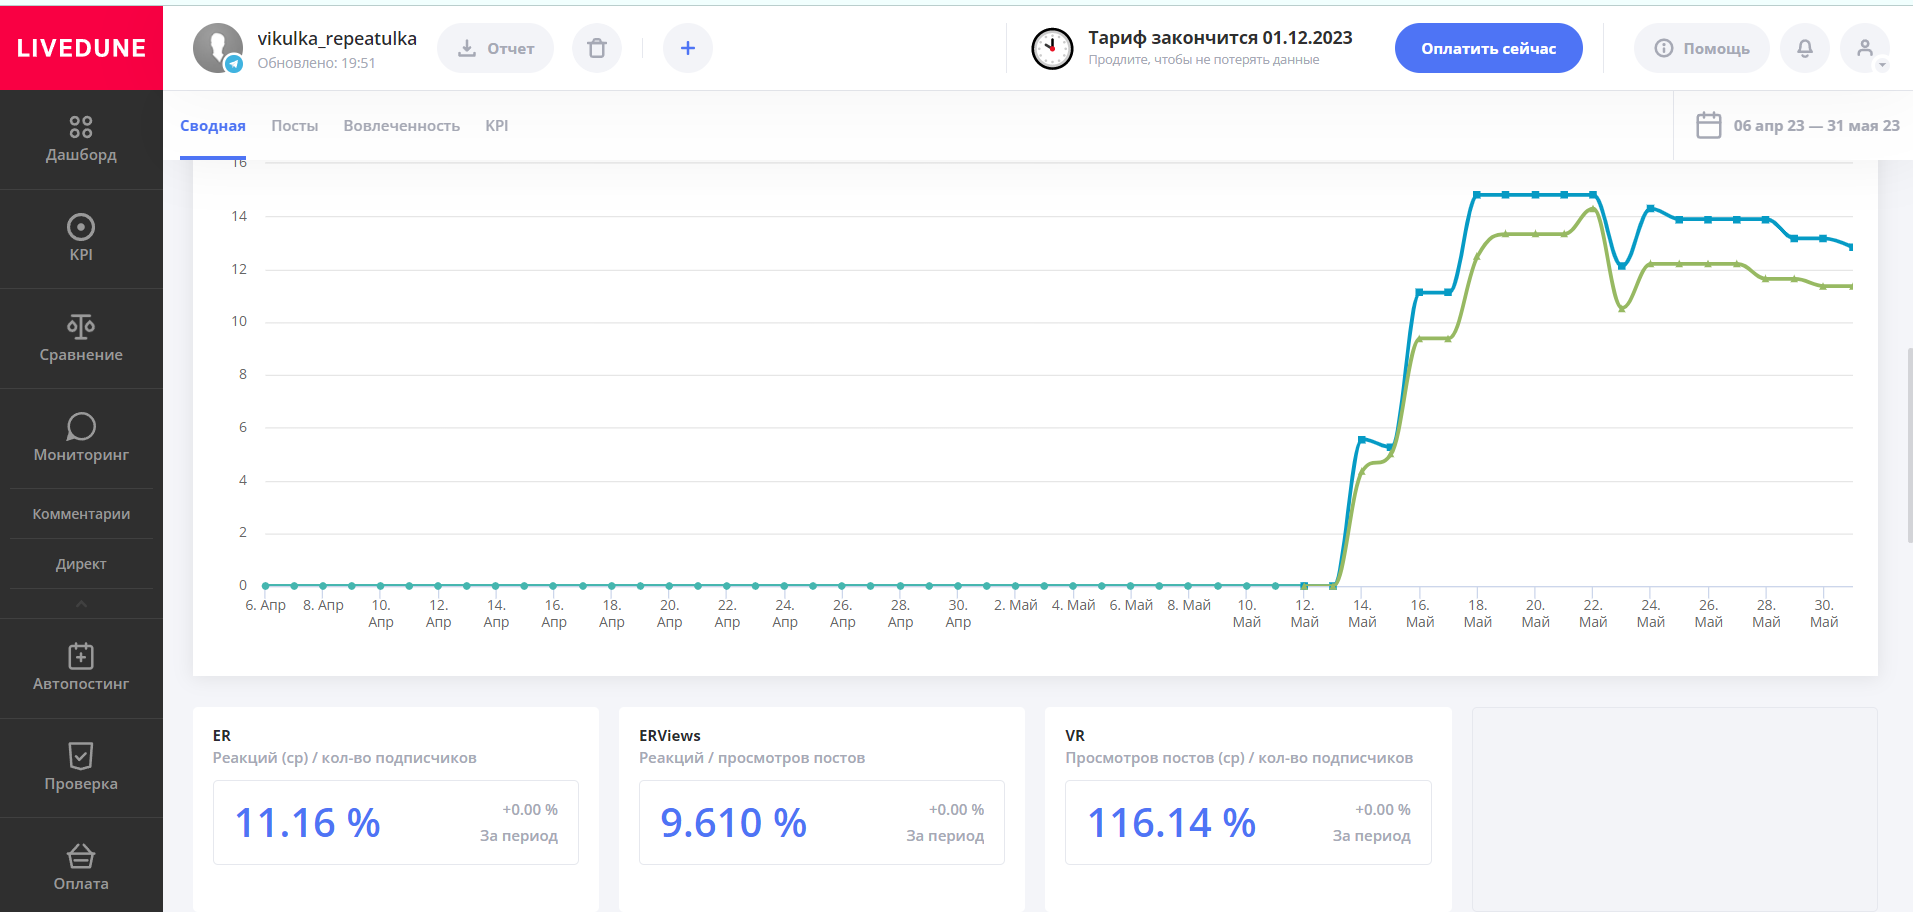 LIVEDUNE
vikulka_repeatulka
Обновлено: 19:51
Отчет
Тариф закончится 01.12.2023
Продлите, чтобы не потерять данные
Оплатить сейчас
Помощь
Сводная Посты Вовлеченность KPI
06 апр 23 — 31 мая 23
Дашборд
KPI
Сравнение
Мониторинг
Комментарии
Директ
Автопостинг
Проверка
Оплата
16
14
12
10
8
6
4
2
0
6. Апр 8. Апр 10. Апр 12. Апр 14. Апр 16. Апр 18. Апр 20. Апр 22. Апр 24. Апр 26. Апр 28. Апр 30. Апр 2. Май 4. Май 6. Май 8. Май 10. Май 12. Май 14. Май 16. Май 18. Май 20. Май 22. Май 24. Май 26. Май 28. Май 30. Май
ER
Реакций (ср) / кол-во подписчиков
11.16 %
+0.00 %
За период
ERViews
Реакций / просмотров постов
9.610 %
+0.00 %
За период
VR
Просмотров постов (ср) / кол-во подписчиков
116.14 %
+0.00 %
За период